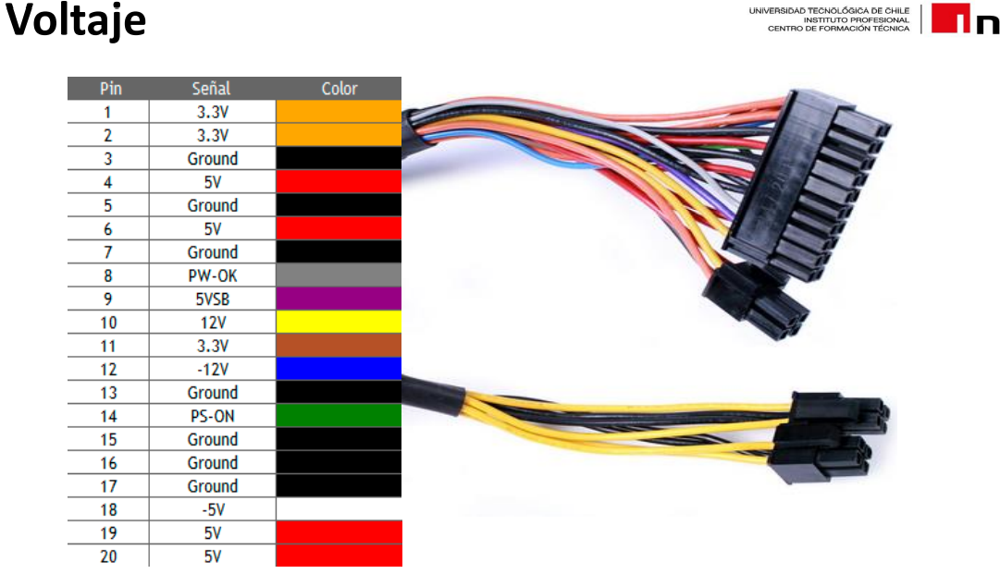 Voltaje
UNIVERSIDAD TECNOLÓGICA DE CHILE
INSTITUTO PROFESIONAL
CENTRO DE FORMACIÓN TÉCNICA
Pin Señal Color
1 3.3V
2 3.3V
3 Ground
4 5V
5 Ground
6 5V
7 Ground
8 PW-OK
9 5VSB
10 12V
11 3.3V
12 -12V
13 Ground
14 PS-ON
15 Ground
16 Ground
17 Ground
18 -5V
19 5V
20 5V